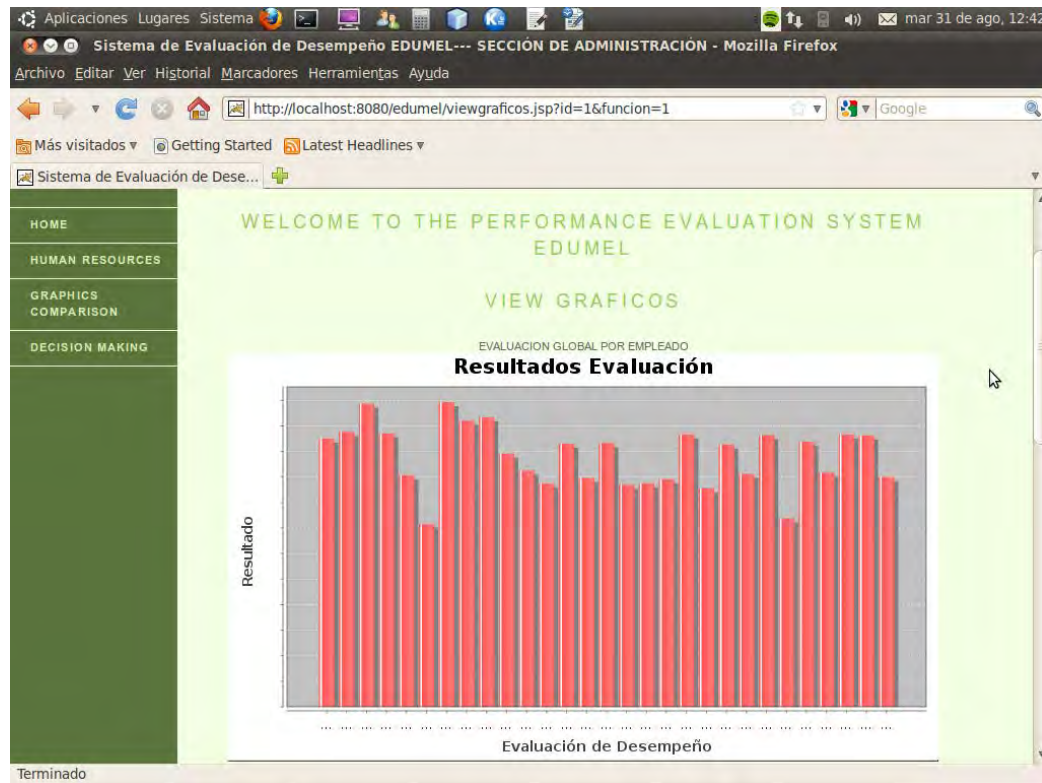 Aplicaciones Lugares Sistema mar 31 de ago, 12:42
Sistema de Evaluación de Desempeño EDUMEL--- SECCIÓN DE ADMINISTRACIÓN - Mozilla Firefox
Archivo Editar Ver Historial Marcadores Herramientas Ayuda
http://localhost:8080/edumel/viewgraficos.jsp?id=1&funcion=1 Google
Más visitados Getting Started Latest Headlines
Sistema de Evaluación de Dese...
HOME
HUMAN RESOURCES
GRAPHICS
COMPARISON
DECISION MAKING
WELCOME TO THE PERFORMANCE EVALUATION SYSTEM
EDUMEL
VIEW GRAFICOS
EVALUACION GLOBAL POR EMPLEADO
Resultados Evaluación
Resultado
... ... ... ... ... ... ... ... ... ... ... ... ... ... ... ... ... ... ... ... ... ... ... ... ... ... ... ... ...
Evaluación de Desempeño
Terminado